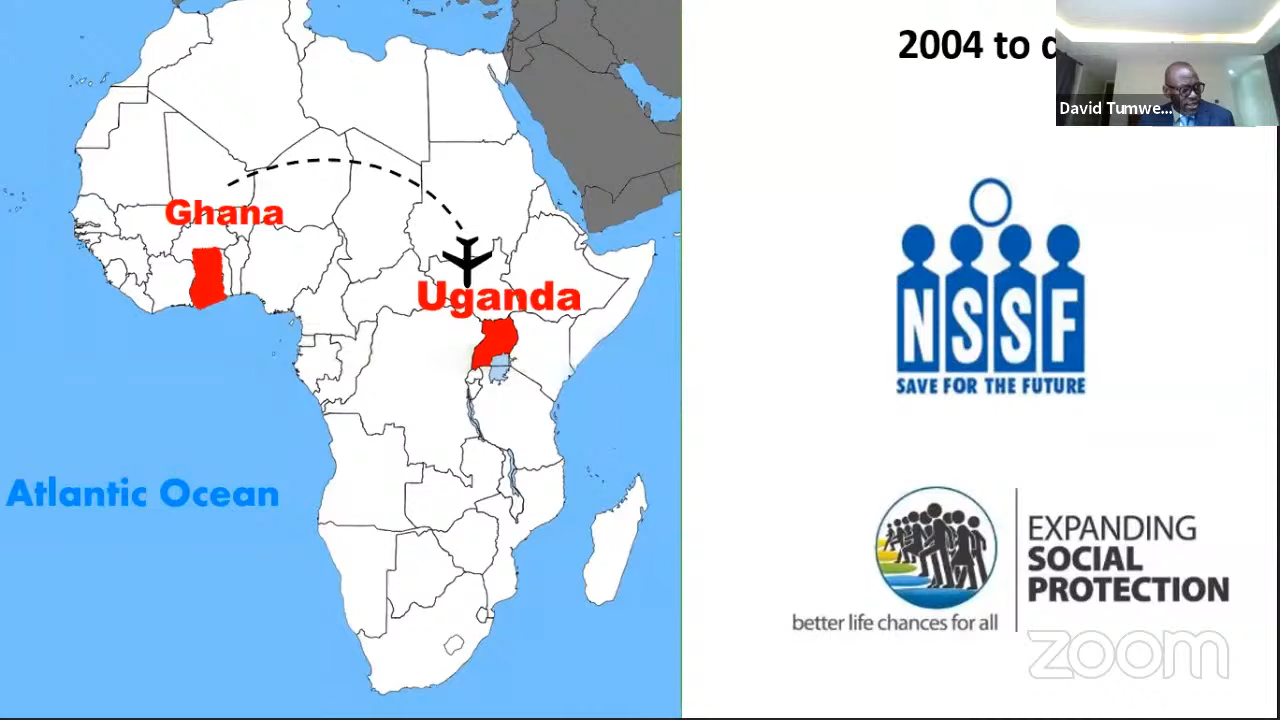 2004 to
David Tumwe...
Ghana
Uganda
Atlantic Ocean
NSSF
SAVE FOR THE FUTURE
EXPANDING
SOCIAL
PROTECTION
better life chances for all
zoom